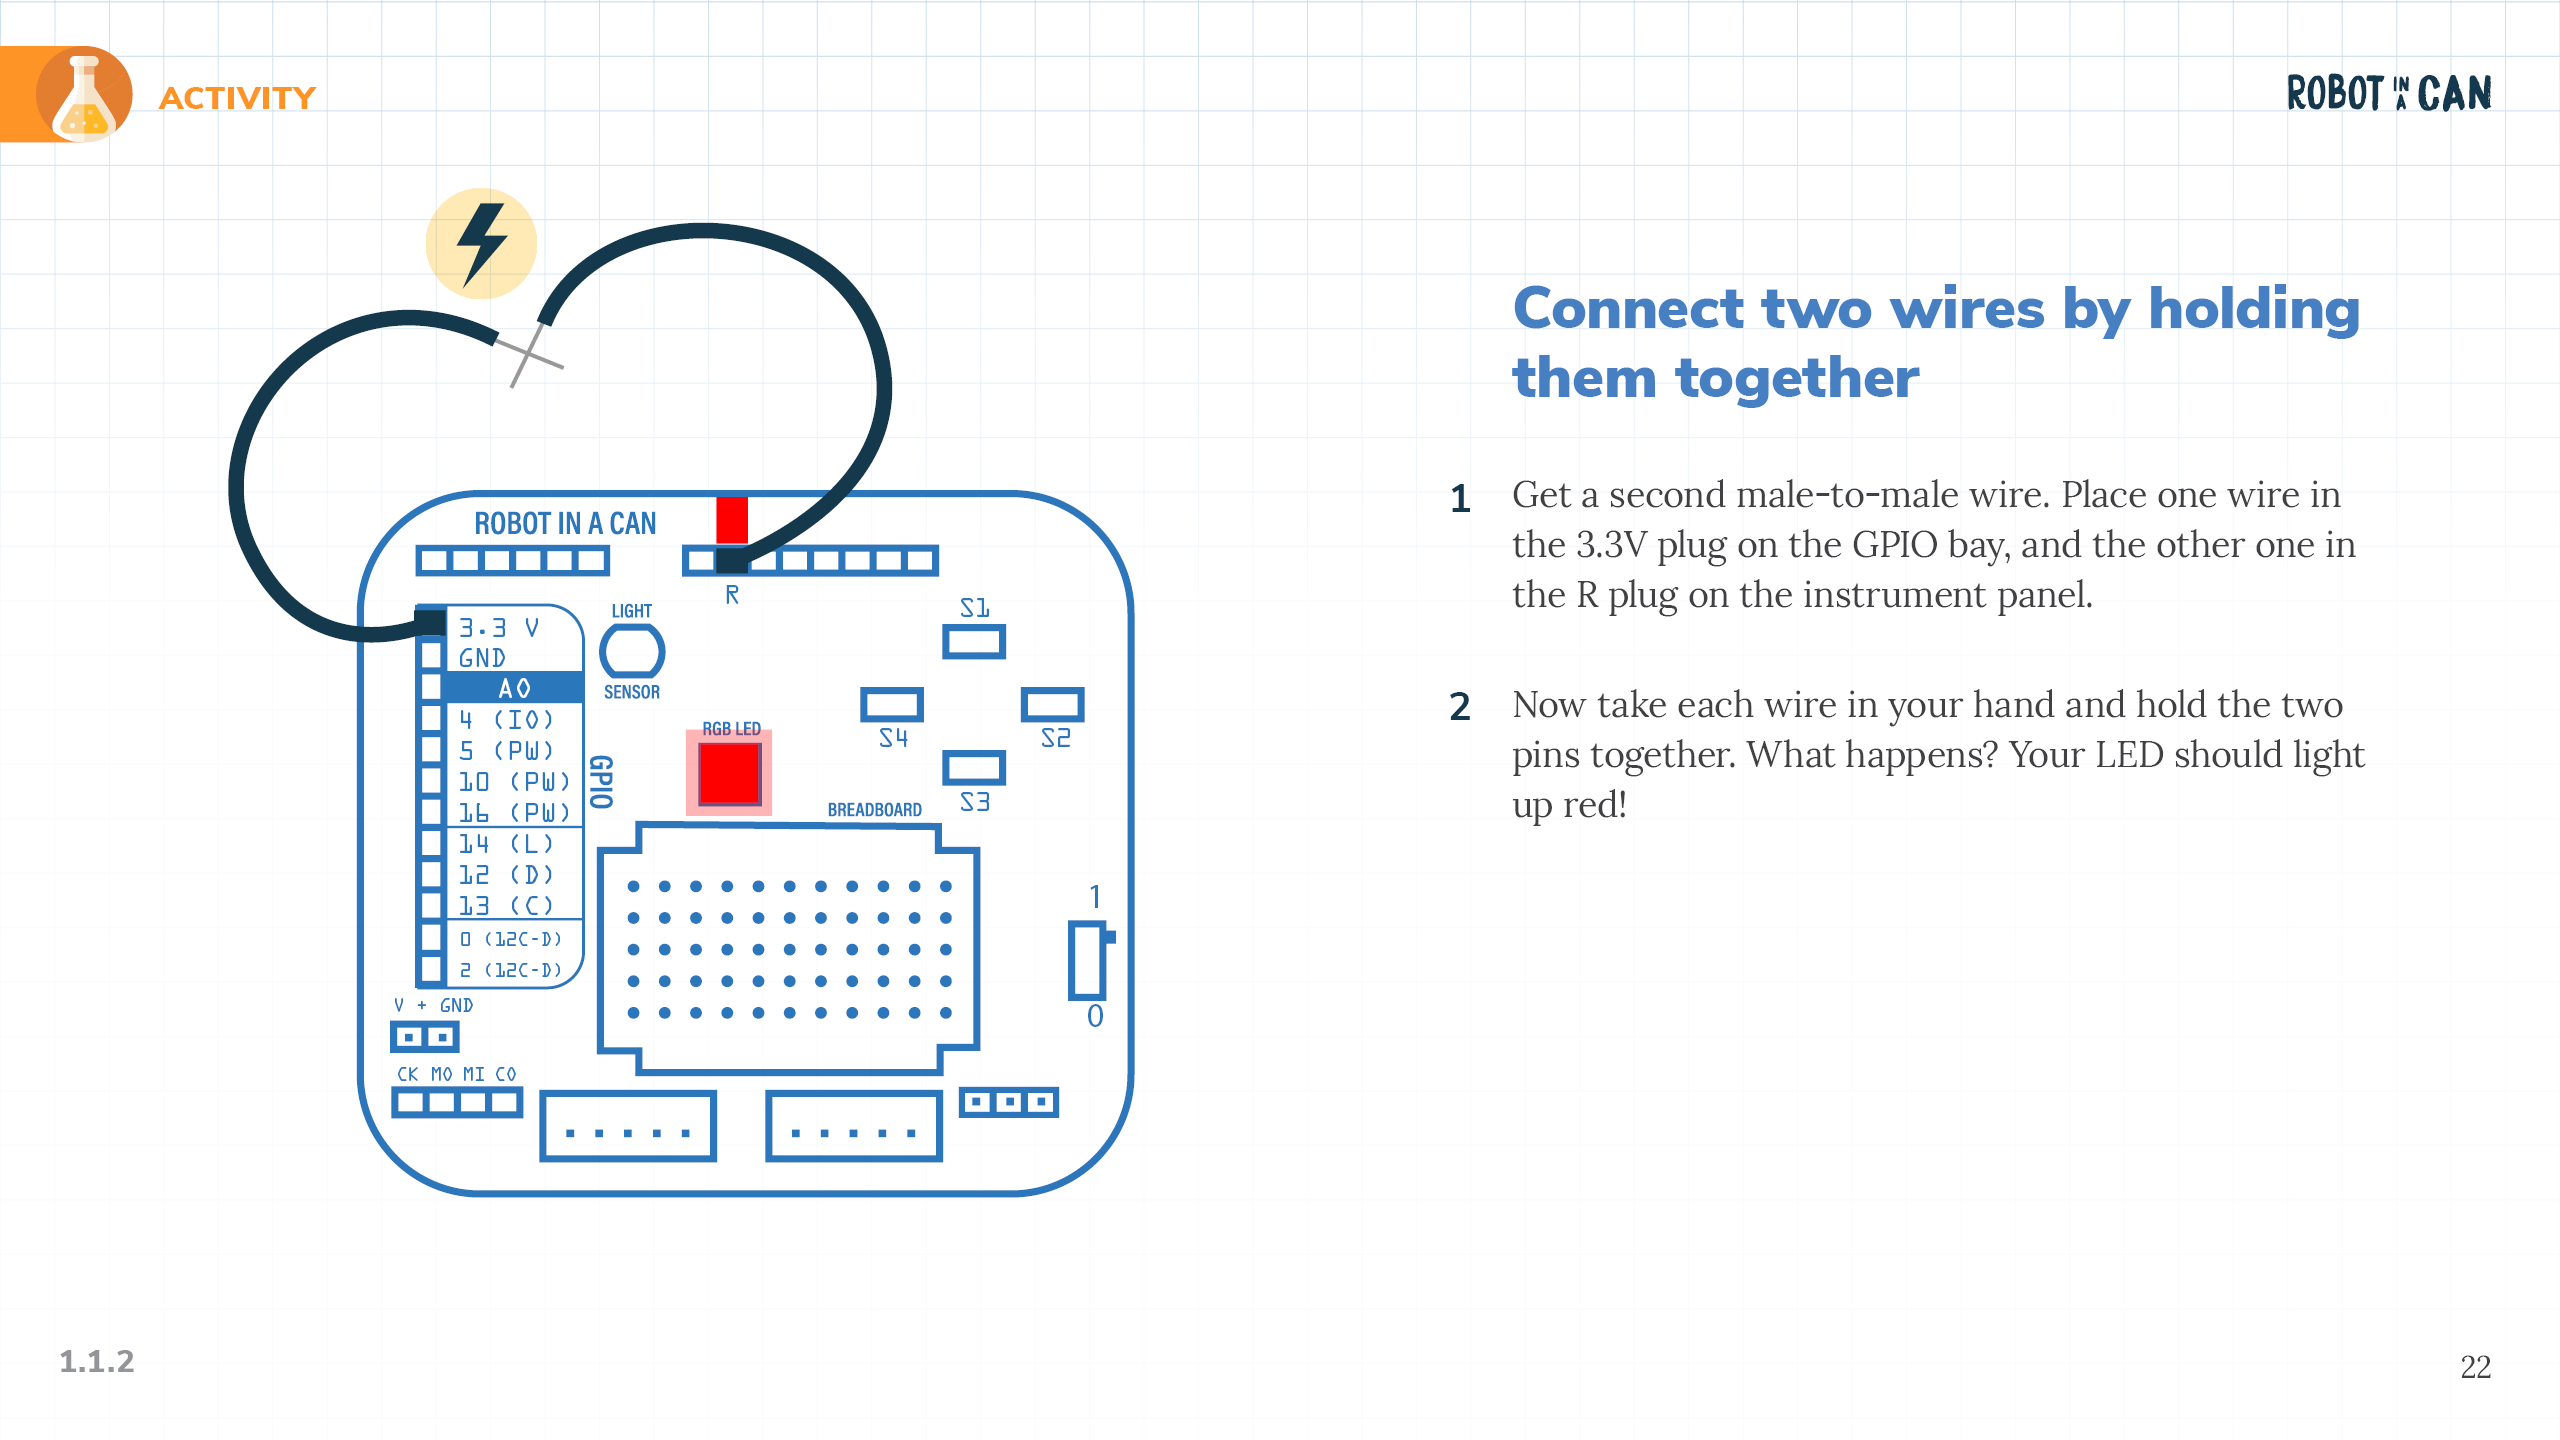 ACTIVITY
ROBOT IN A CAN
Connect two wires by holding
them together
1 Get a second male-to-male wire. Place one wire in
the 3.3V plug on the GPIO bay, and the other one in
the R plug on the instrument panel.
2 Now take each wire in your hand and hold the two
pins together. What happens? Your LED should light
up red!
ROBOT IN A CAN
R
3.3 V
GND
A0
4 (IO)
5 (PW)
10 (PW)
16 (PW)
14 (L)
12 (D)
13 (C)
0 (12C-D)
2 (12C-D)
GPIO
LIGHT
SENSOR
RGB LED
S1
S4
S2
S3
BREADBOARD
1
0
V + GND
CK MO MI CO
1.1.2
22